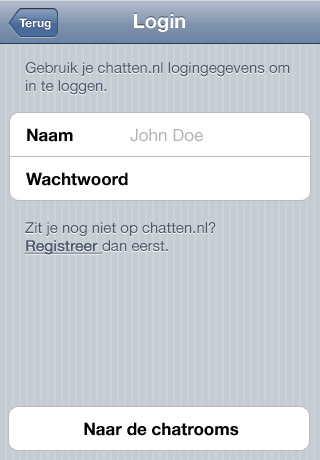 Terug
Login
Gebruik je chatten.nl logingegevens om
in te loggen.
Naam John Doe
Wachtwoord
Zit je nog niet op chatten.nl?
Registreer dan eerst.
Naar de chatrooms